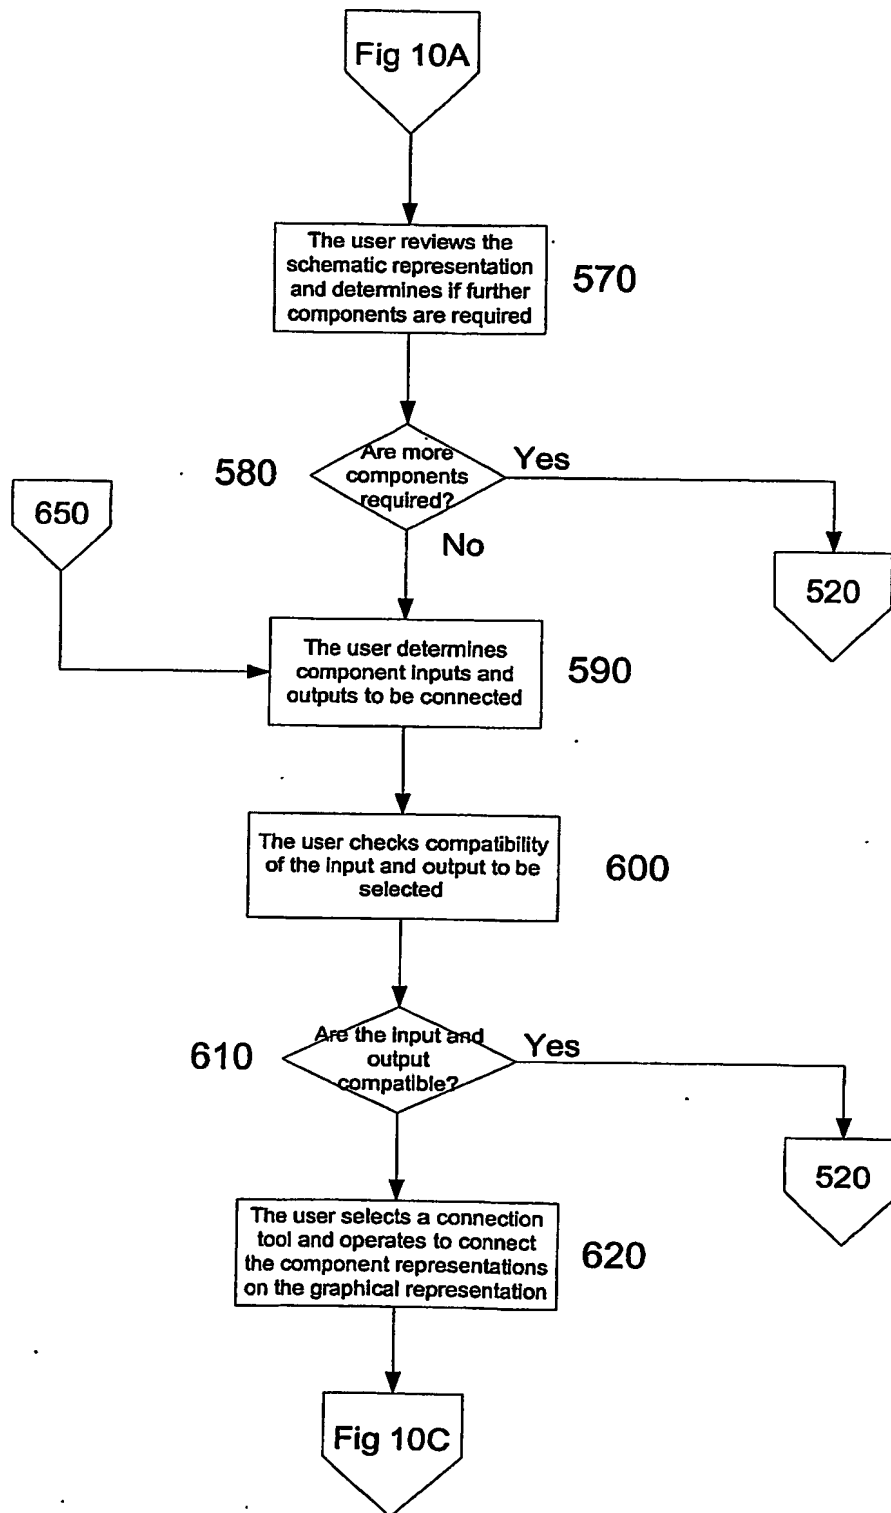 Fig 10A
The user reviews the
schematic representation
and determines if further
components are required
570
580
Are more
components
required?
Yes
650
No
520
The user determines
component inputs and
outputs to be connected
590
The user checks compatibility
of the input and output to be
selected
600
610
Are the input and
output
compatible?
Yes
520
The user selects a connection
tool and operates to connect
the component representations
on the graphical representation
620
Fig 10C